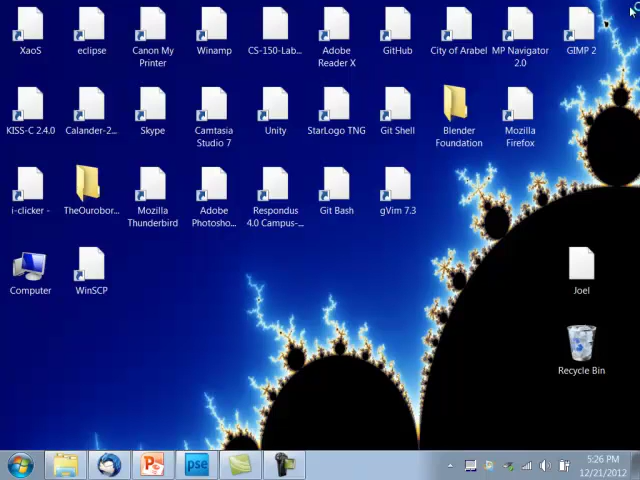 XaoS
eclipse
Canon My
Printer
Winamp
CS-150-Lab...
Adobe
Reader X
GitHub
City of Arabel
MP Navigator
2.0
GIMP 2
KISS-C 2.4.0
Calander-2...
Skype
Camtasia
Studio 7
Unity
StarLogo TNG
Git Shell
Blender
Foundation
Mozilla
Firefox
i-clicker -
TheOurobor...
Mozilla
Thunderbird
Adobe
Photosho...
Respondus
4.0 Campus-...
Git Bash
gVim 7.3
Computer
WinSCP
Joel
Recycle Bin
pse
5:26 PM
12/21/2012